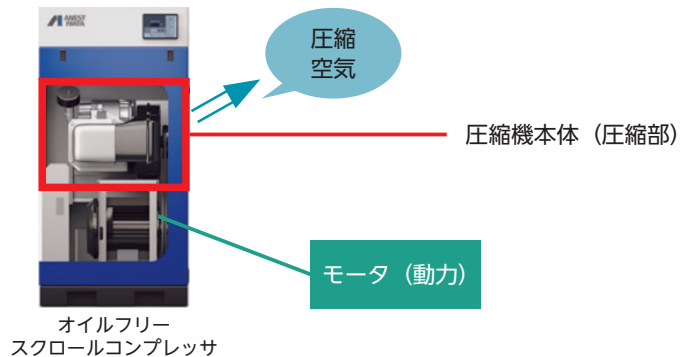 ANEST
IWATA
圧縮
空気
圧縮機本体（圧縮部）
モータ（動力）
オイルフリー
スクロールコンプレッサ